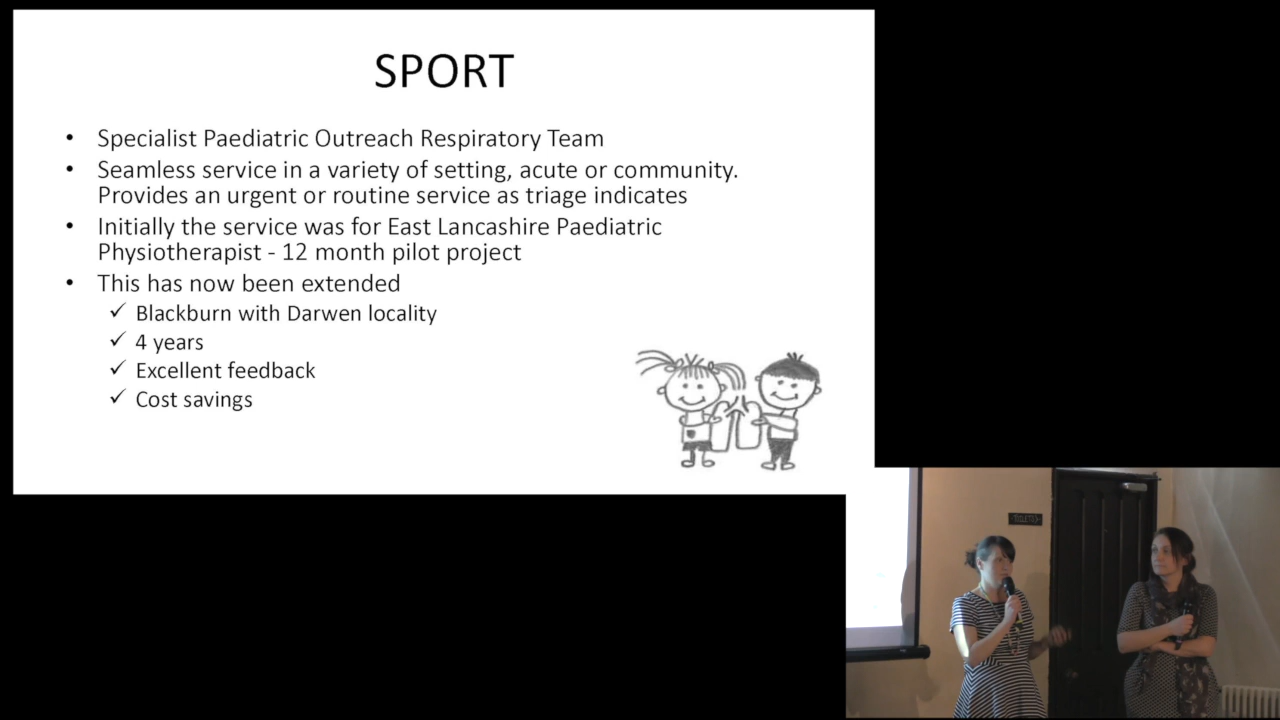 SPORT
• Specialist Paediatric Outreach Respiratory Team
• Seamless service in a variety of setting, acute or community.
Provides an urgent or routine service as triage indicates
• Initially the service was for East Lancashire Paediatric
Physiotherapist - 12 month pilot project
• This has now been extended
✓ Blackburn with Darwen locality
✓ 4 years
✓ Excellent feedback
✓ Cost savings